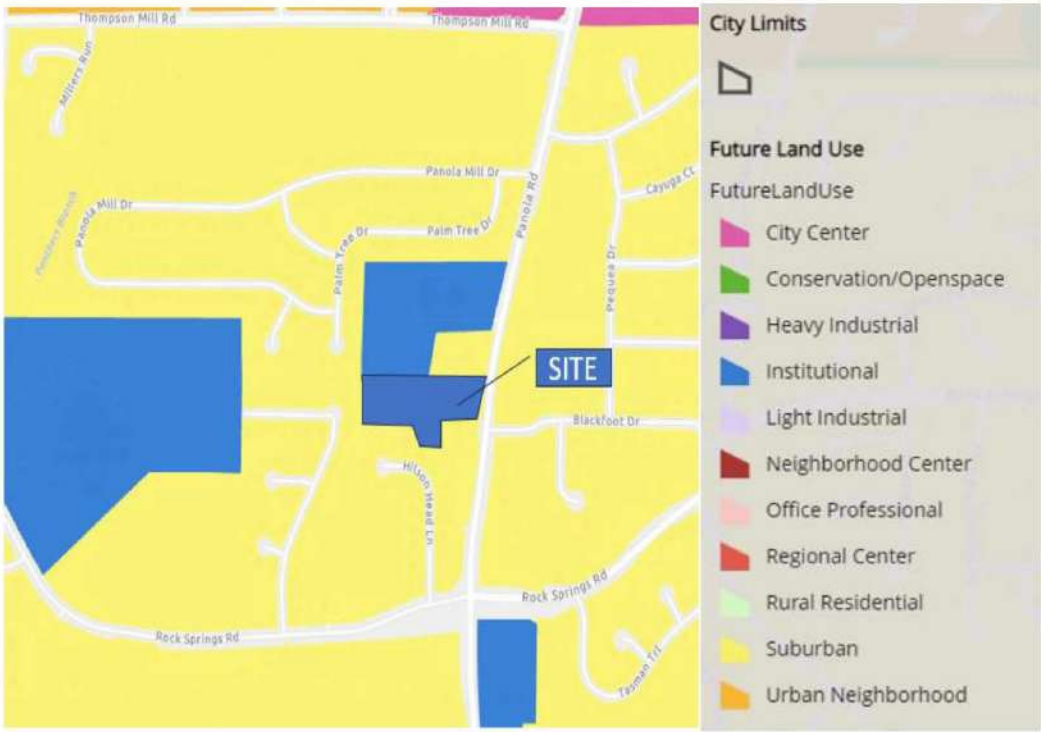 Thompson Mill Rd
Thompson Mill Rd
Millers Run
Panola Mill Dr
Cayuga Ct
Panola Mill Dr
Panthers Branch
Palm Tree Dr
Palm Tree Dr
Panola Rd
Pequea Dr
SITE
Blackfoot Dr
Hilson Head Ln
Rock Springs Rd
Rock Springs Rd
Tasman Trl
City Limits
Future Land Use
FutureLandUse
City Center
Conservation/Openspace
Heavy Industrial
Institutional
Light Industrial
Neighborhood Center
Office Professional
Regional Center
Rural Residential
Suburban
Urban Neighborhood